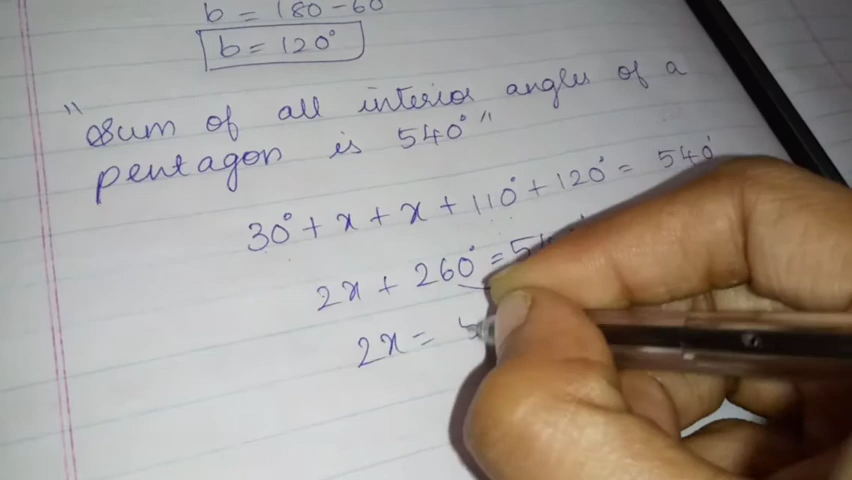 b = 180 - 60
b = 120°
"Sum of all interior angles of a
pentagon is 540°"
30° + x + x + 110° + 120° = 540°
2x + 260° = 54
2x =